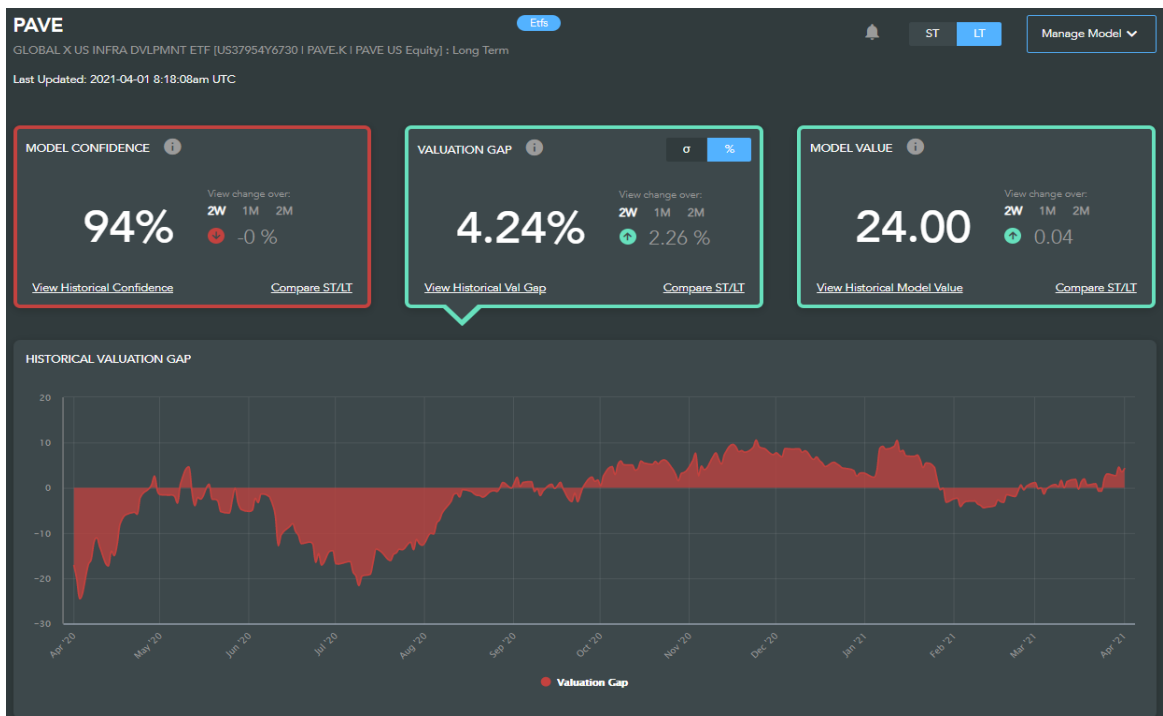 PAVE
Etfs
GLOBAL X US INFRA DVLPMNT ETF [US37954Y6730 | PAVE.K | PAVE US Equity] : Long Term
ST LT
Manage Model
Last Updated: 2021-04-01 8:18:08am UTC
MODEL CONFIDENCE i
View change over:
2W 1M 2M
94%
-0 %
View Historical Confidence
Compare ST/LT
VALUATION GAP i
σ %
View change over:
2W 1M 2M
4.24%
2.26 %
View Historical Val Gap
Compare ST/LT
MODEL VALUE i
View change over:
2W 1M 2M
24.00
0.04
View Historical Model Value
Compare ST/LT
HISTORICAL VALUATION GAP
20
10
0
-10
-20
-30
Apr '20 May '20 Jun '20 Jul '20 Aug '20 Sep '20 Oct '20 Nov '20 Dec '20 Jan '21 Feb '21 Mar '21 Apr '21
Valuation Gap